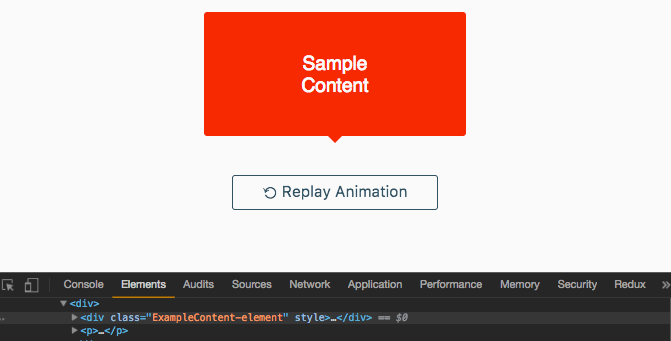 Sample
Content
Replay Animation
Console Elements Audits Sources Network Application Performance Memory Security Redux »
▼<div>
… ▶<div class="ExampleContent-element" style>…</div> == $0
▶<p>…</p>